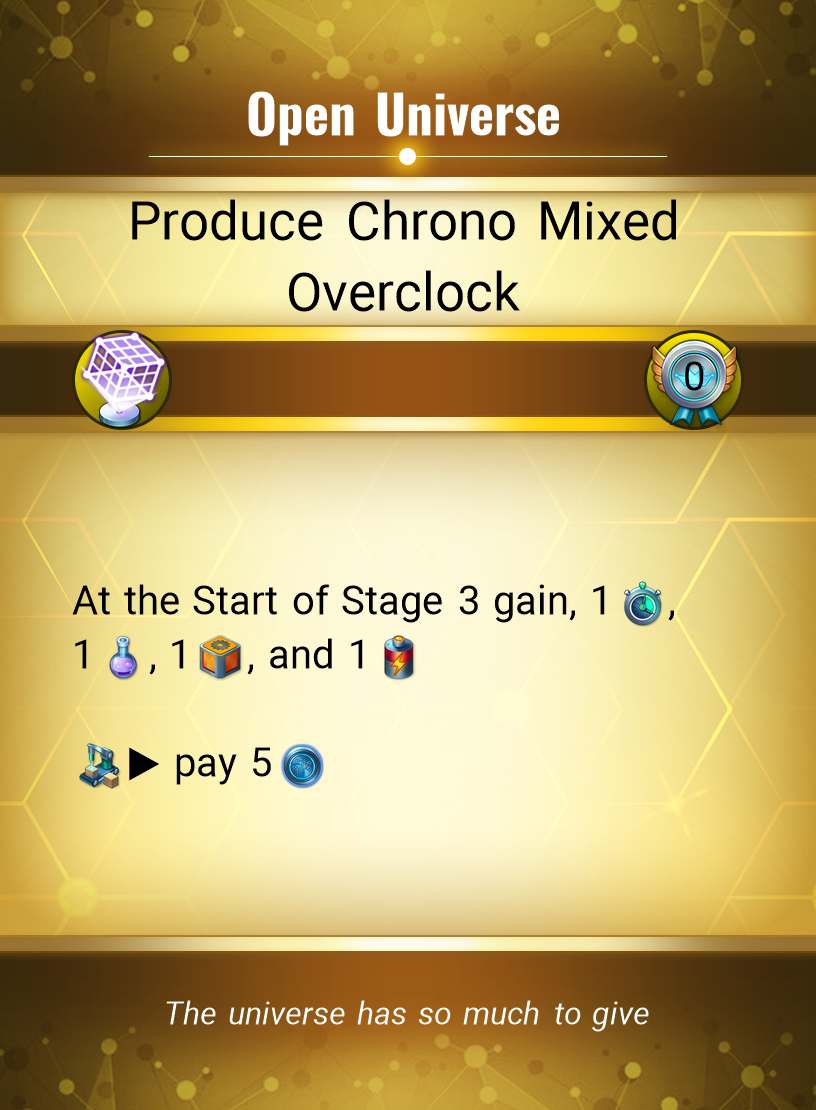 Open Universe
Produce Chrono Mixed
Overclock
0
At the Start of Stage 3 gain, 1 ,
1 , 1 , and 1
▶ pay 5
The universe has so much to give